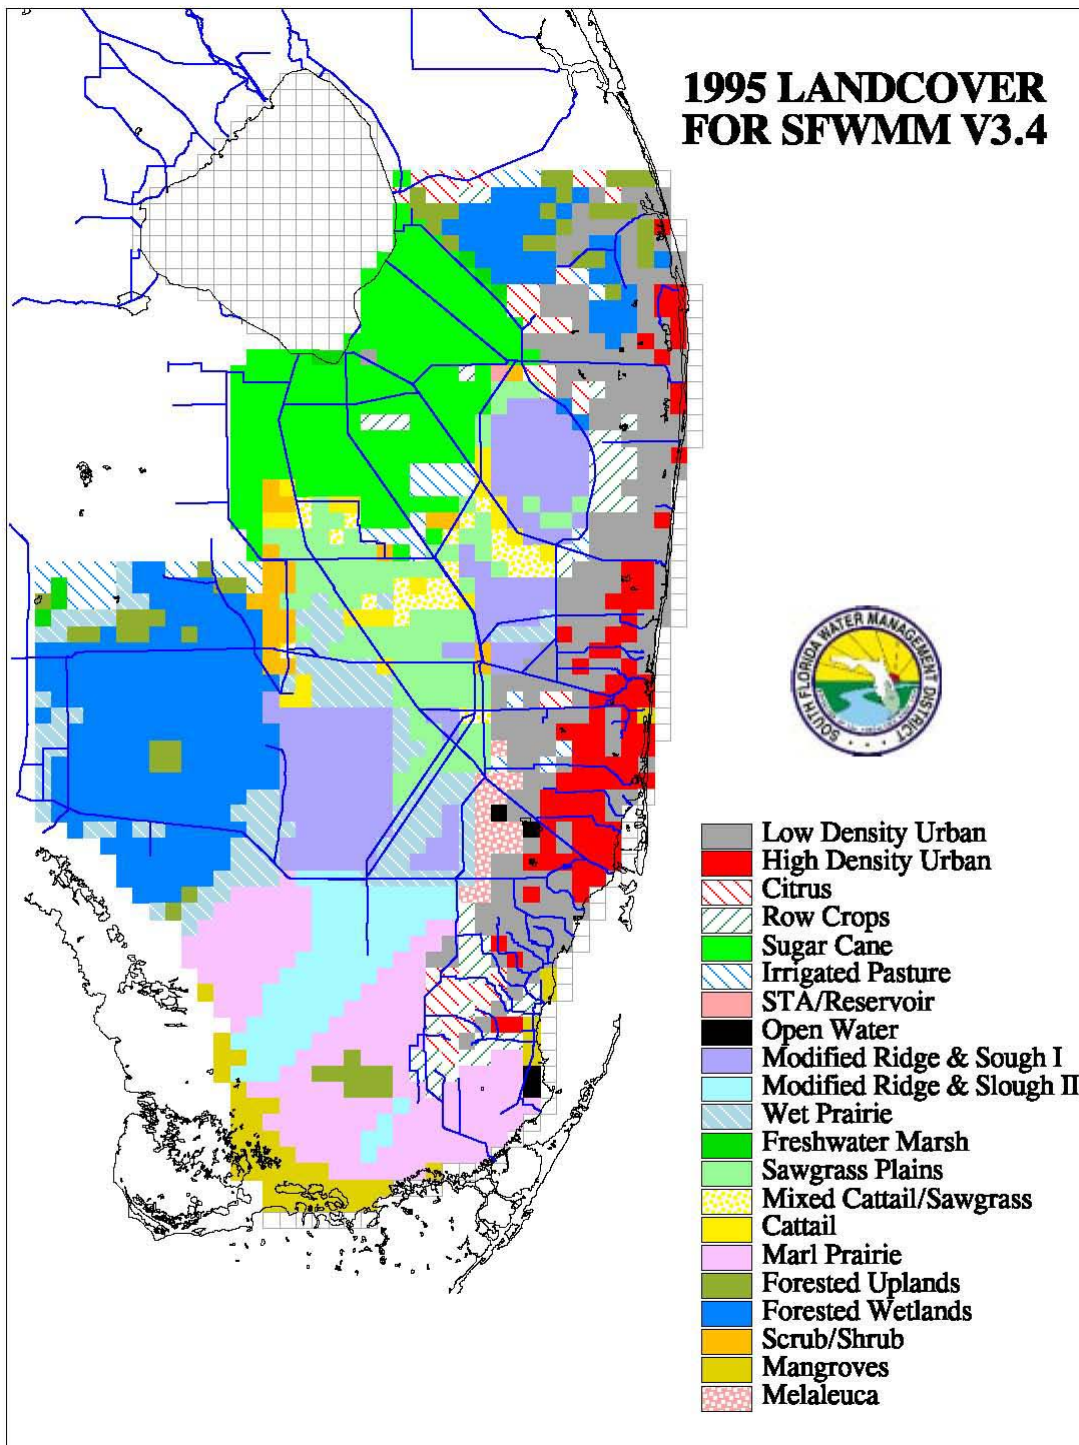 1995 LANDCOVER
FOR SFWMM V3.4
SOUTH FLORIDA WATER MANAGEMENT DISTRICT
Low Density Urban
High Density Urban
Citrus
Row Crops
Sugar Cane
Irrigated Pasture
STA/Reservoir
Open Water
Modified Ridge & Sough I
Modified Ridge & Slough II
Wet Prairie
Freshwater Marsh
Sawgrass Plains
Mixed Cattail/Sawgrass
Cattail
Marl Prairie
Forested Uplands
Forested Wetlands
Scrub/Shrub
Mangroves
Melaleuca